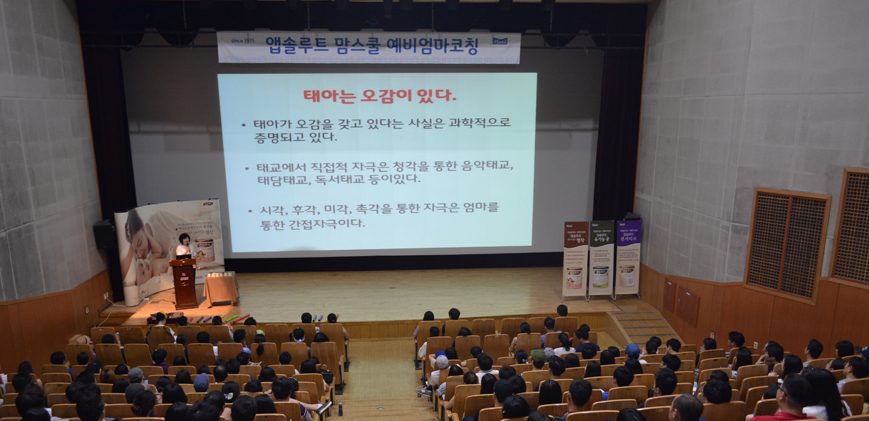 앱솔루트 맘스쿨 예비엄마코칭
태아는 오감이 있다.
• 태아가 오감을 갖고 있다는 사실은 과학적으로
증명되고 있다.
• 태교에서 직접적 자극은 청각을 통한 음악태교,
태담태교, 독서태교 등이있다.
• 시각, 후각, 미각, 촉각을 통한 자극은 엄마를
통한 간접자극이다.